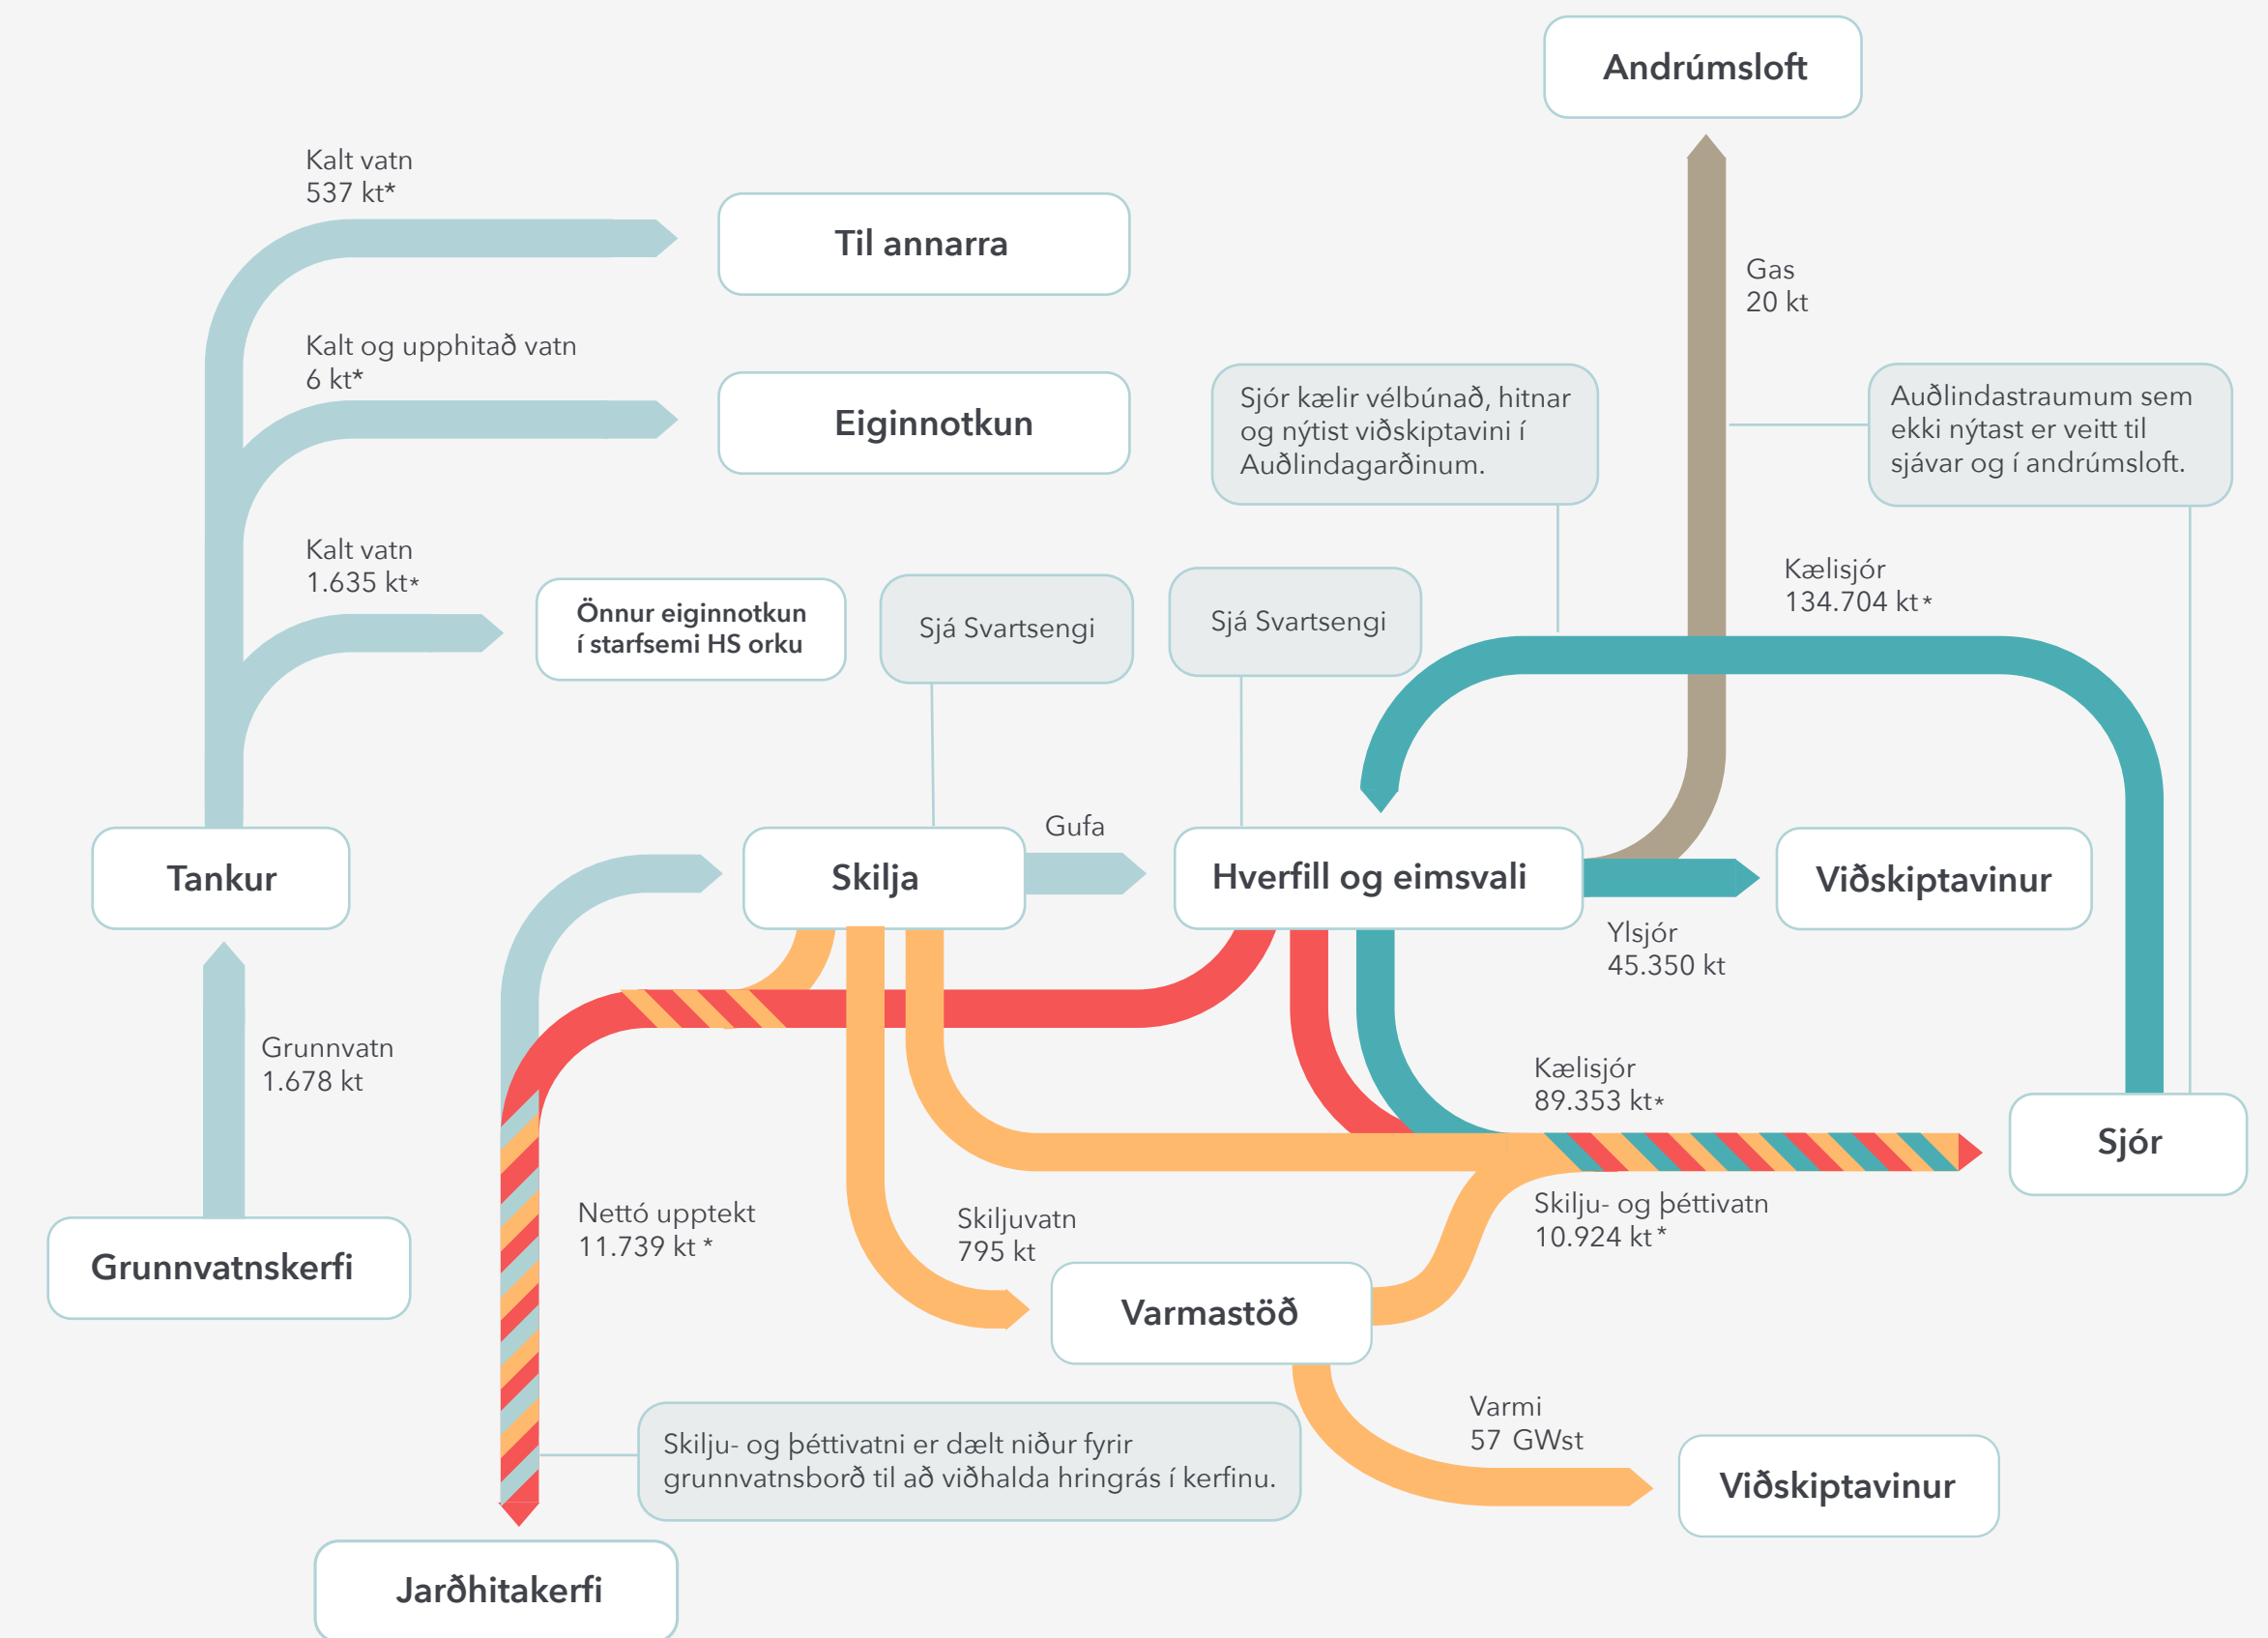 Andrúmsloft
Kalt vatn
537 kt*
Til annarra
Gas
20 kt
Kalt og upphitað vatn
6 kt*
Eiginnotkun
Sjór kælir vélbúnað, hitnar
og nýtist viðskiptavini í
Auðlindagarðinum.
Auðlindastraumum sem
ekki nýtast er veitt til
sjávar og í andrúmsloft.
Kalt vatn
1.635 kt*
Önnur eiginnotkun
í starfsemi HS orku
Sjá Svartsengi
Sjá Svartsengi
Kælisjór
134.704 kt*
Tankur
Skilja
Gufa
Hverfill og eimsvali
Viðskiptavinur
Ylsjór
45.350 kt
Grunnvatn
1.678 kt
Kælisjór
89.353 kt*
Sjór
Grunnvatnskerfi
Nettó upptekt
11.739 kt *
Skiljuvatn
795 kt
Skilju- og þéttivatn
10.924 kt*
Varmastöð
Varmi
57 GWst
Viðskiptavinur
Skilju- og þéttivatni er dælt niður fyrir
grunnvatnsborð til að viðhalda hringrás í kerfinu.
Jarðhitakerfi